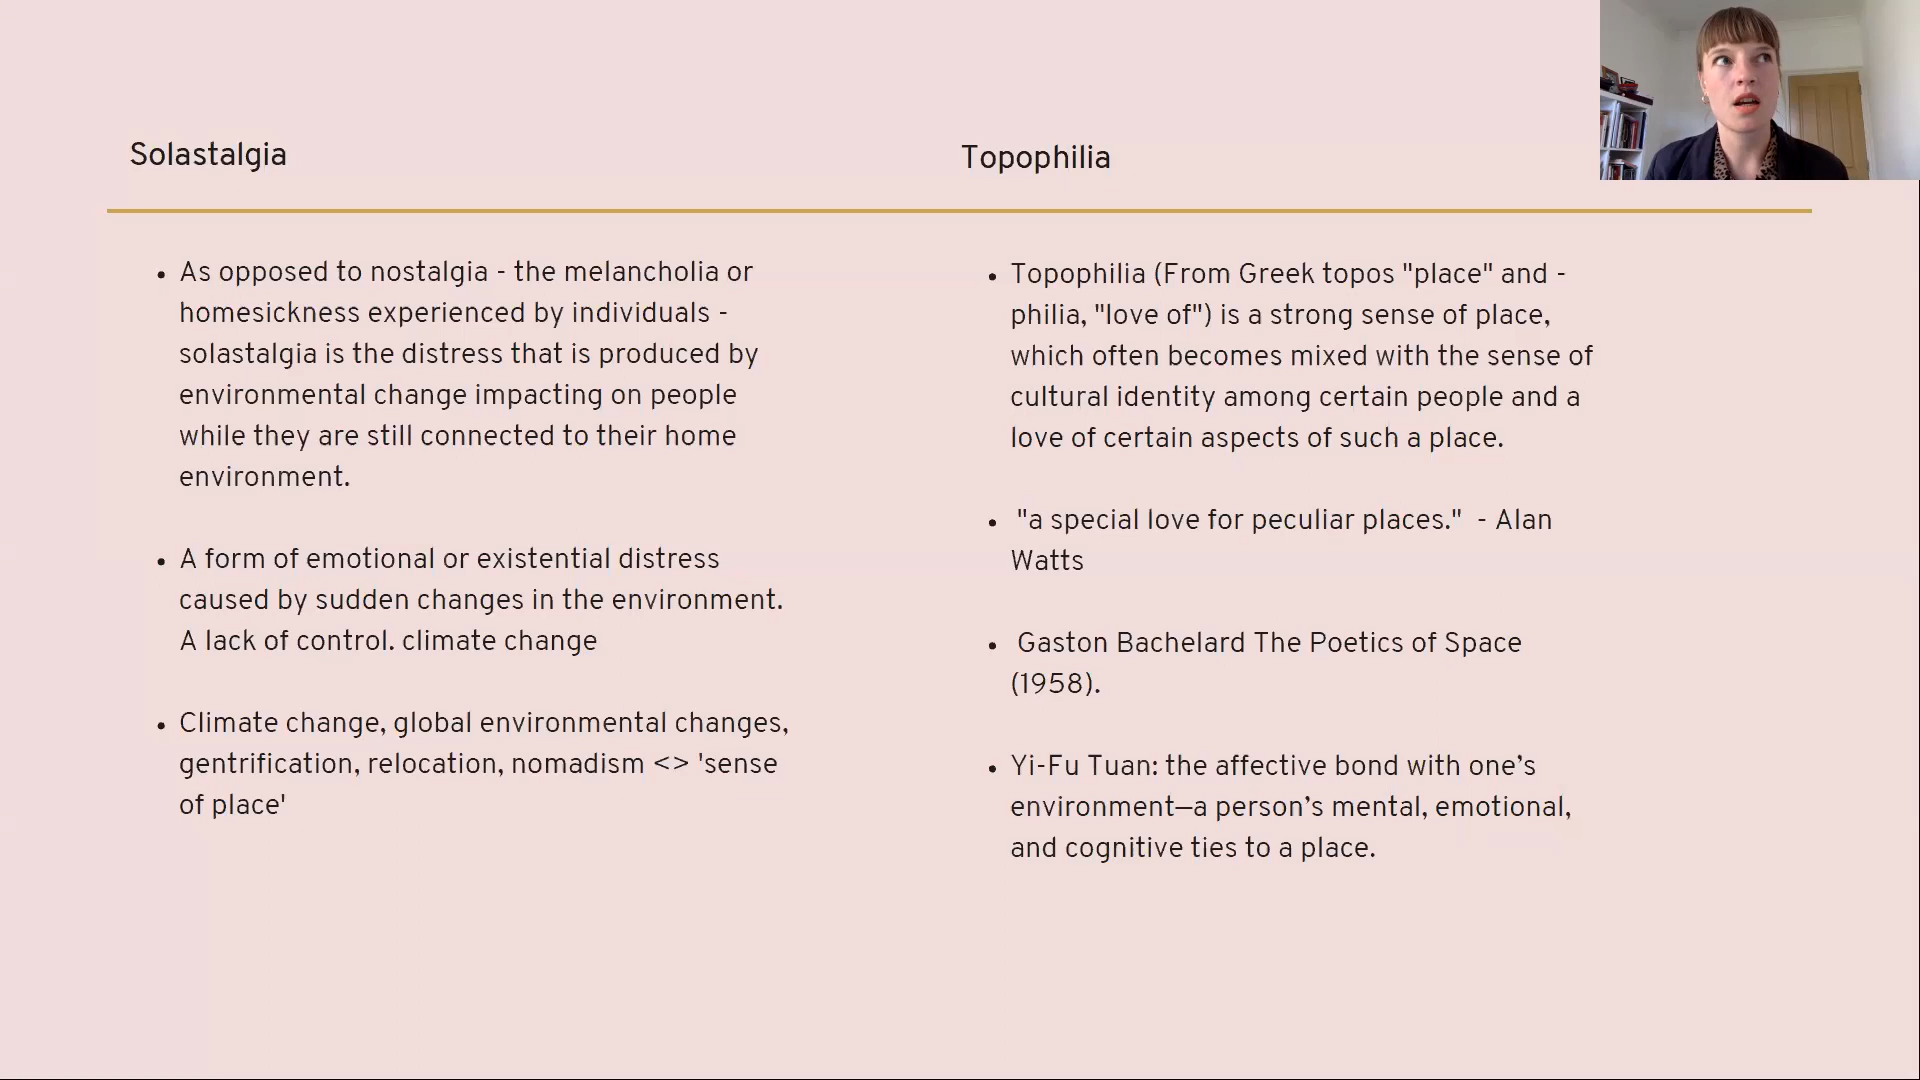 Solastalgia
• As opposed to nostalgia - the melancholia or
homesickness experienced by individuals -
solastalgia is the distress that is produced by
environmental change impacting on people
while they are still connected to their home
environment.
• A form of emotional or existential distress
caused by sudden changes in the environment.
A lack of control. climate change
• Climate change, global environmental changes,
gentrification, relocation, nomadism <> 'sense
of place'
Topophilia
• Topophilia (From Greek topos "place" and -
philia, "love of") is a strong sense of place,
which often becomes mixed with the sense of
cultural identity among certain people and a
love of certain aspects of such a place.
• "a special love for peculiar places."  - Alan
Watts
• Gaston Bachelard The Poetics of Space
(1958).
• Yi-Fu Tuan: the affective bond with one’s
environment—a person’s mental, emotional,
and cognitive ties to a place.